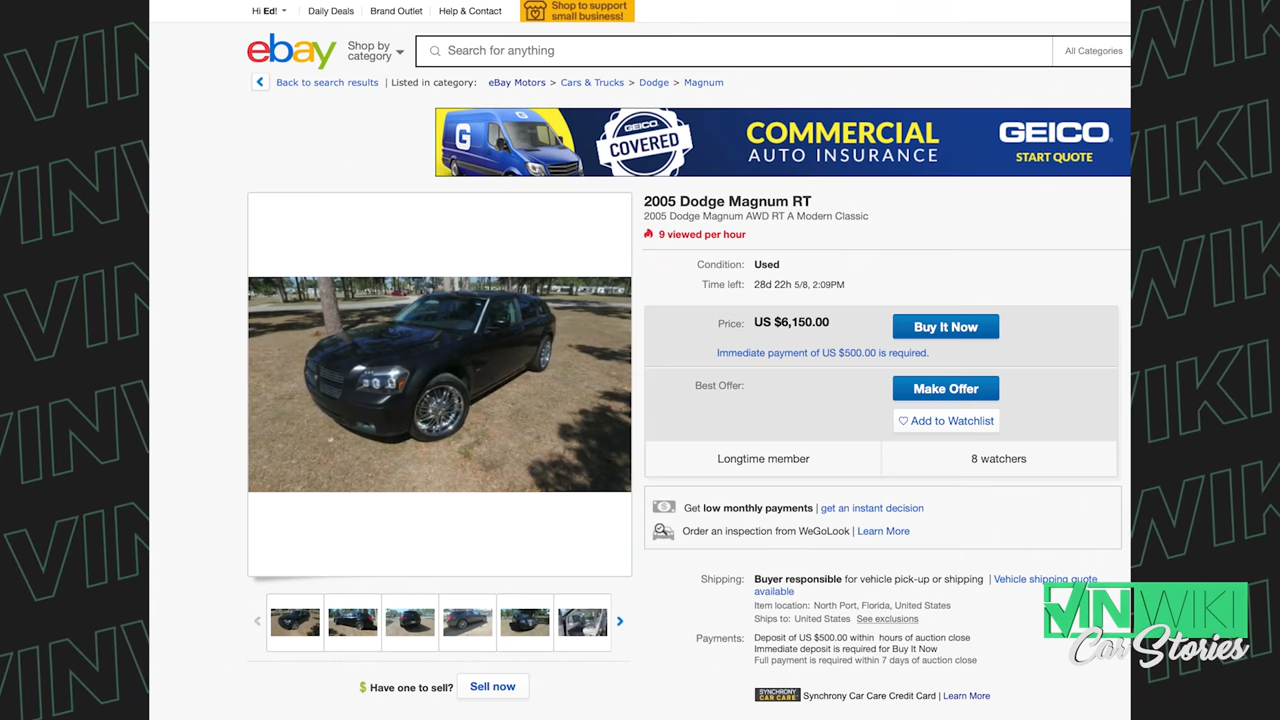 Hi Ed!
Daily Deals
Brand Outlet
Help & Contact
Shop to support
small business!
ebay
Shop by
category
Search for anything
All Categories
Back to search results | Listed in category: eBay Motors > Cars & Trucks > Dodge > Magnum
G
GEICO
COVERED
COMMERCIAL
AUTO INSURANCE
GEICO
START QUOTE
2005 Dodge Magnum RT
2005 Dodge Magnum AWD RT A Modern Classic
9 viewed per hour
Condition: Used
Time left: 28d 22h 5/8, 2:09PM
Price: US $6,150.00
Buy It Now
Immediate payment of US $500.00 is required.
Best Offer:
Make Offer
Add to Watchlist
Longtime member
8 watchers
Get low monthly payments | get an instant decision
Order an inspection from WeGoLook | Learn More
Shipping: Buyer responsible for vehicle pick-up or shipping | Vehicle shipping quote
available
Item location: North Port, Florida, United States
Ships to: United States See exclusions
Payments: Deposit of US $500.00 within hours of auction close
Immediate deposit is required for Buy It Now
Full payment is required within 7 days of auction close
SYNCHRONY
CAR CARE
Synchrony Car Care Credit Card | Learn More
$ Have one to sell? Sell now
VINWIKI
Car Stories